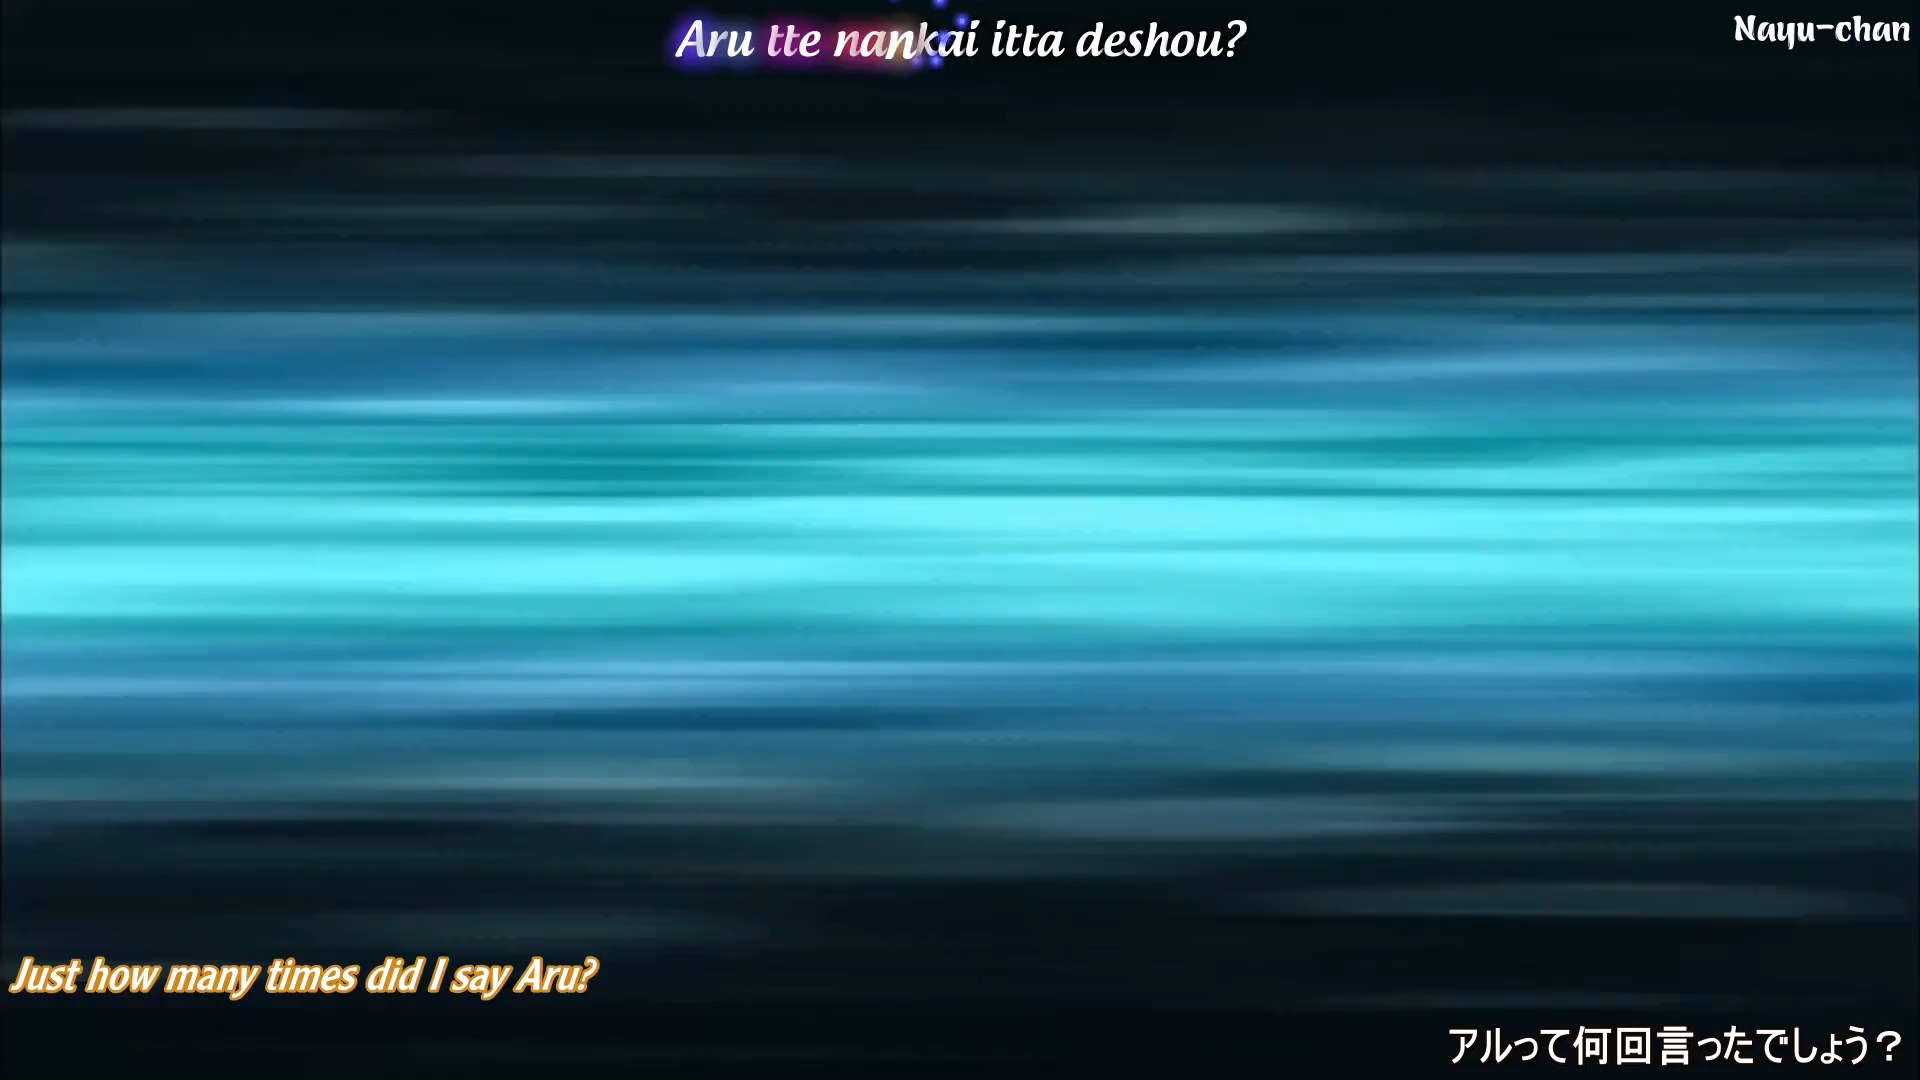 Aru tte nankai itta deshou?
Nayu-chan
Just how many times did I say Aru?
アルって何回言ったでしょう？